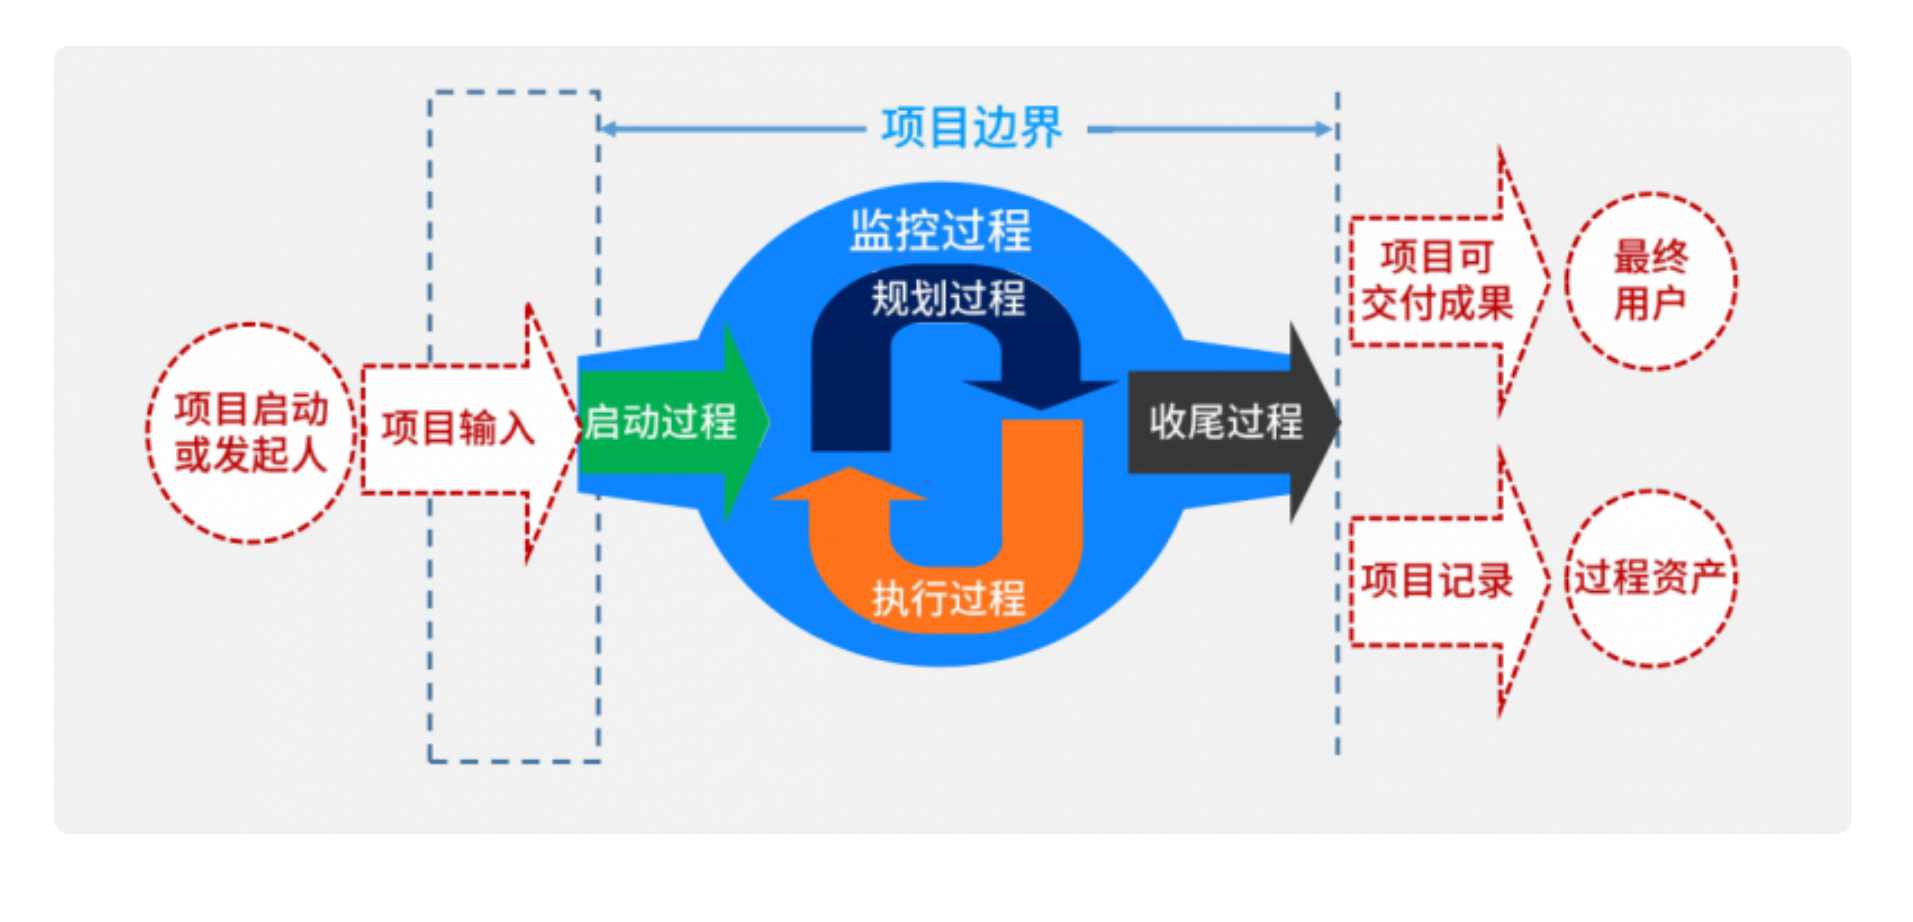 项目边界
监控过程
规划过程
项目启动
或发起人
项目输入
启动过程
收尾过程
执行过程
项目可
交付成果
最终
用户
项目记录
过程资产